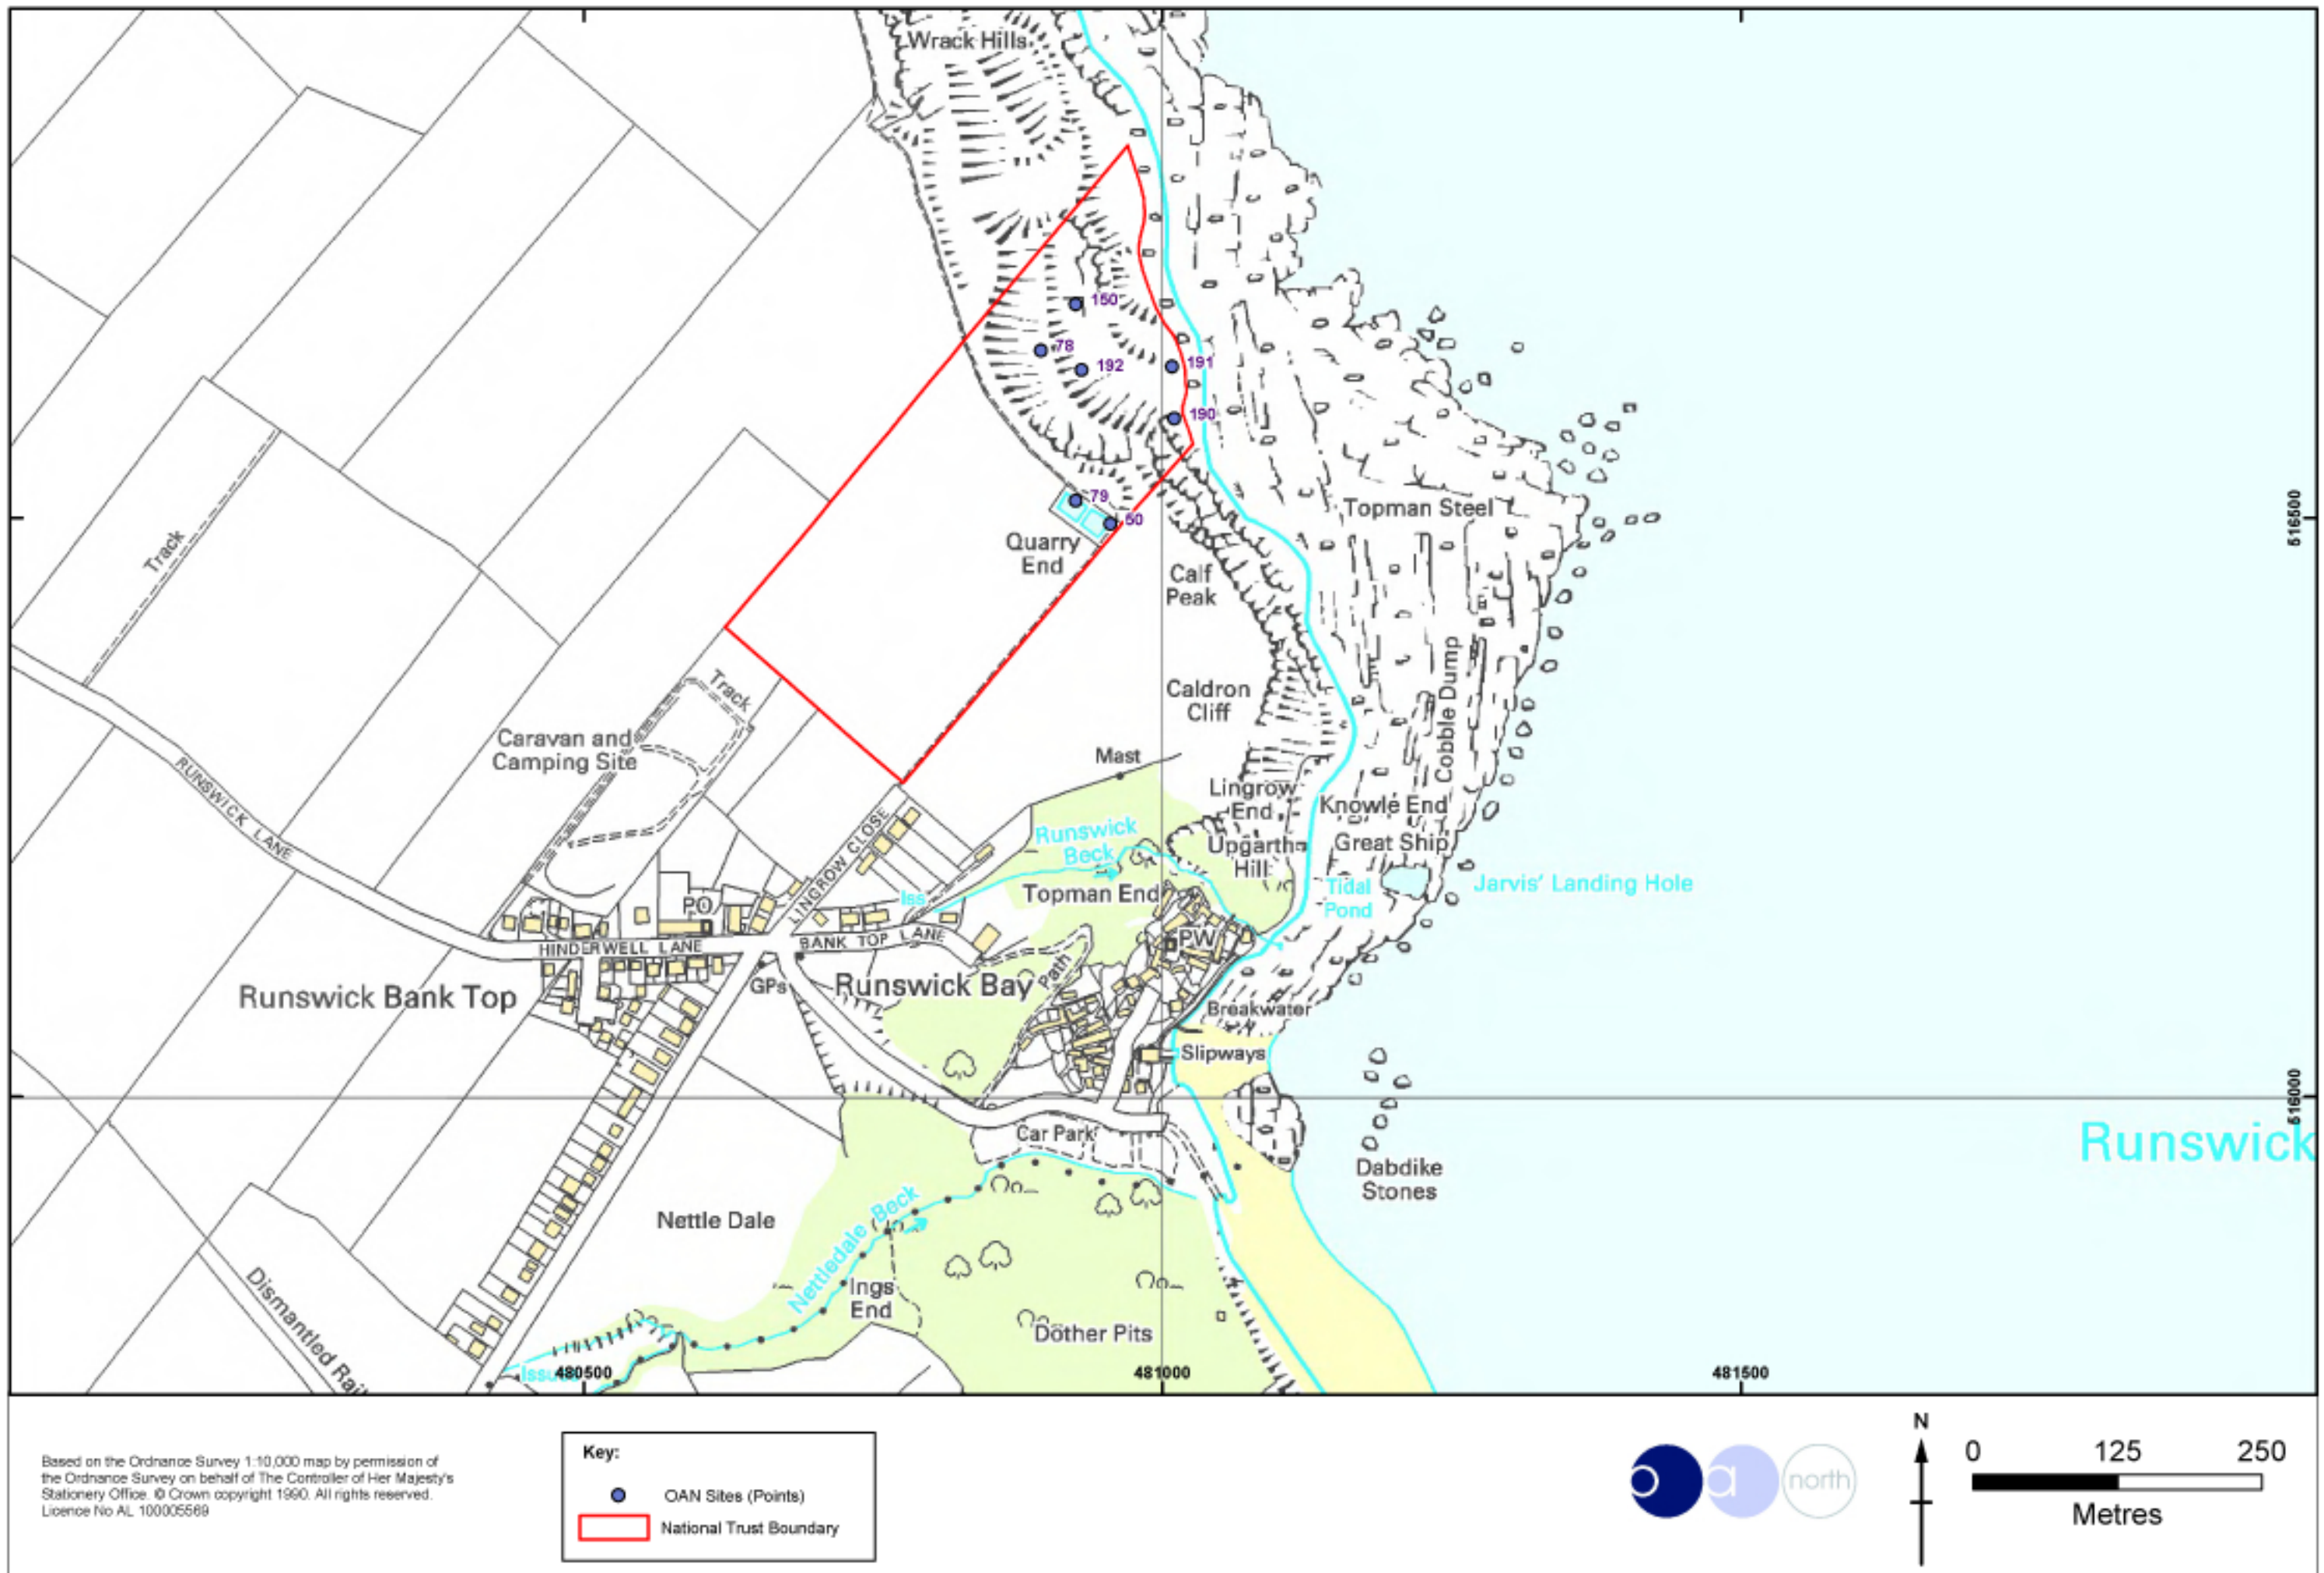 Wrack Hills
150
78
192
191
190
79
50
Quarry
End
Topman Steel
516500
Calf
Peak
Track
Track
Caldron
Cliff
Cobble Dump
Caravan and
Camping Site
Mast
RUNSWICK LANE
Lingrow
End
Knowle End
LINGROW CLOSE
Runswick
Beck
Upgarth
Hill
Great Ship
Tidal
Pond
Jarvis' Landing Hole
Iss
Topman End
PO
HINDERWELL LANE
BANK TOP LANE
PW
Runswick Bank Top
GPs
Runswick Bay
Path
Breakwater
Slipways
516000
Car Park
Runswick
Dabdike
Stones
Nettle Dale
Nettledale Beck
Ings
End
Dother Pits
Dismantled Rai
Issues
480500
481000
481500
Based on the Ordnance Survey 1:10,000 map by permission of
the Ordnance Survey on behalf of The Controller of Her Majesty's
Stationery Office. © Crown copyright 1990. All rights reserved.
Licence No AL 100005569
Key:
OAN Sites (Points)
National Trust Boundary
o a north
N
0 125 250
Metres